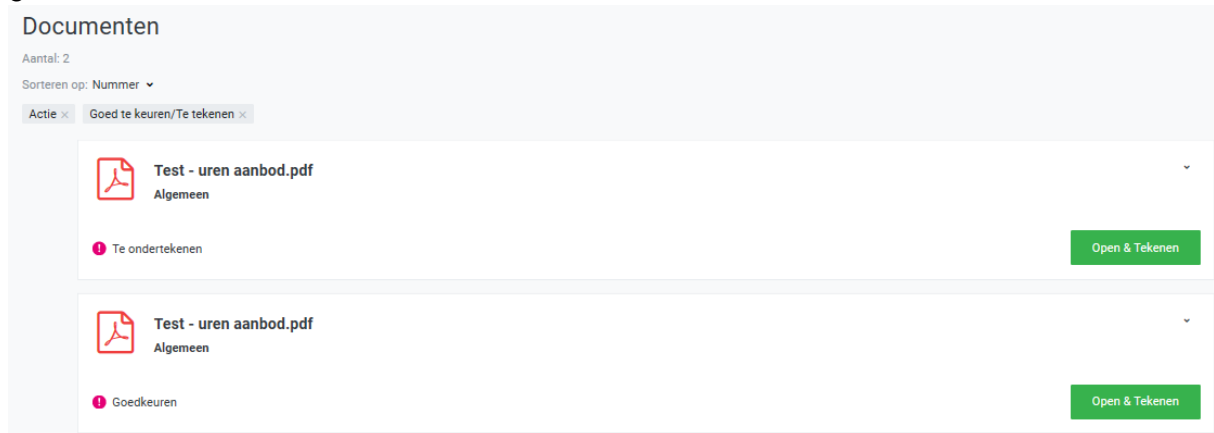 Documenten
Aantal: 2
Sorteren op: Nummer
Actie × Goed te keuren/Te tekenen ×
Test - uren aanbod.pdf
Algemeen
Te ondertekenen
Open & Tekenen
Test - uren aanbod.pdf
Algemeen
Goedkeuren
Open & Tekenen